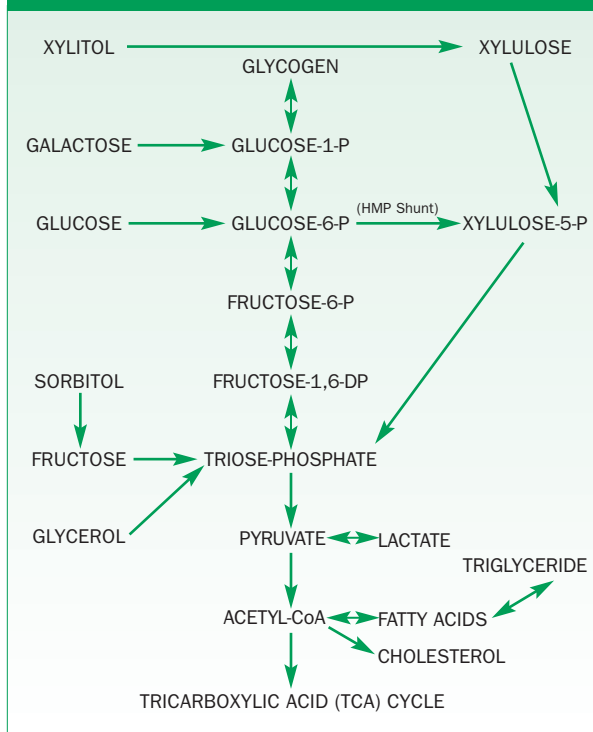 XYLITOL XYLULOSE
GLYCOGEN
GALACTOSE GLUCOSE-1-P
(HMP Shunt)
GLUCOSE GLUCOSE-6-P XYLULOSE-5-P
FRUCTOSE-6-P
SORBITOL FRUCTOSE-1,6-DP
FRUCTOSE TRIOSE-PHOSPHATE
GLYCEROL PYRUVATE LACTATE
TRIGLYCERIDE
ACETYL-CoA FATTY ACIDS
CHOLESTEROL
TRICARBOXYLIC ACID (TCA) CYCLE